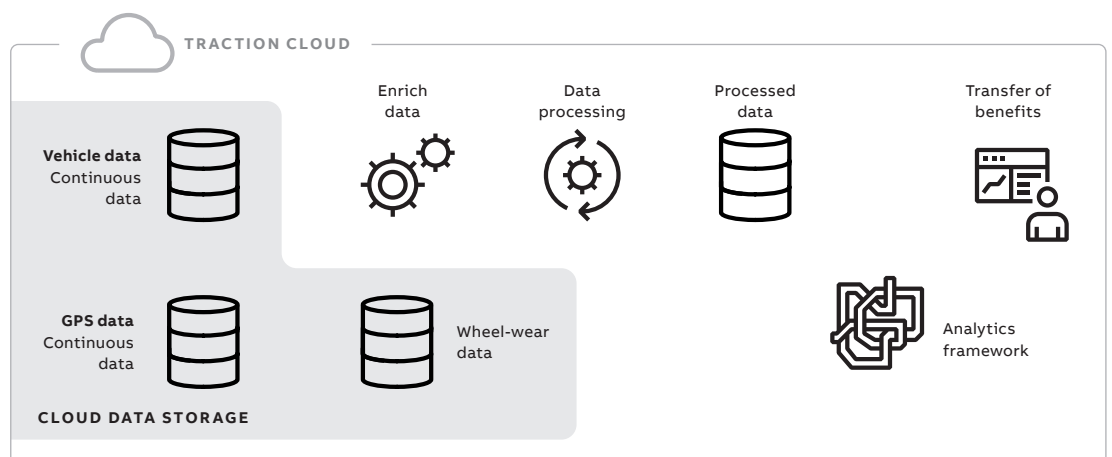 TRACTION CLOUD
Enrich
data
Data
processing
Processed
data
Transfer of
benefits
Vehicle data
Continuous
data
GPS data
Continuous
data
Wheel-wear
data
Analytics
framework
CLOUD DATA STORAGE